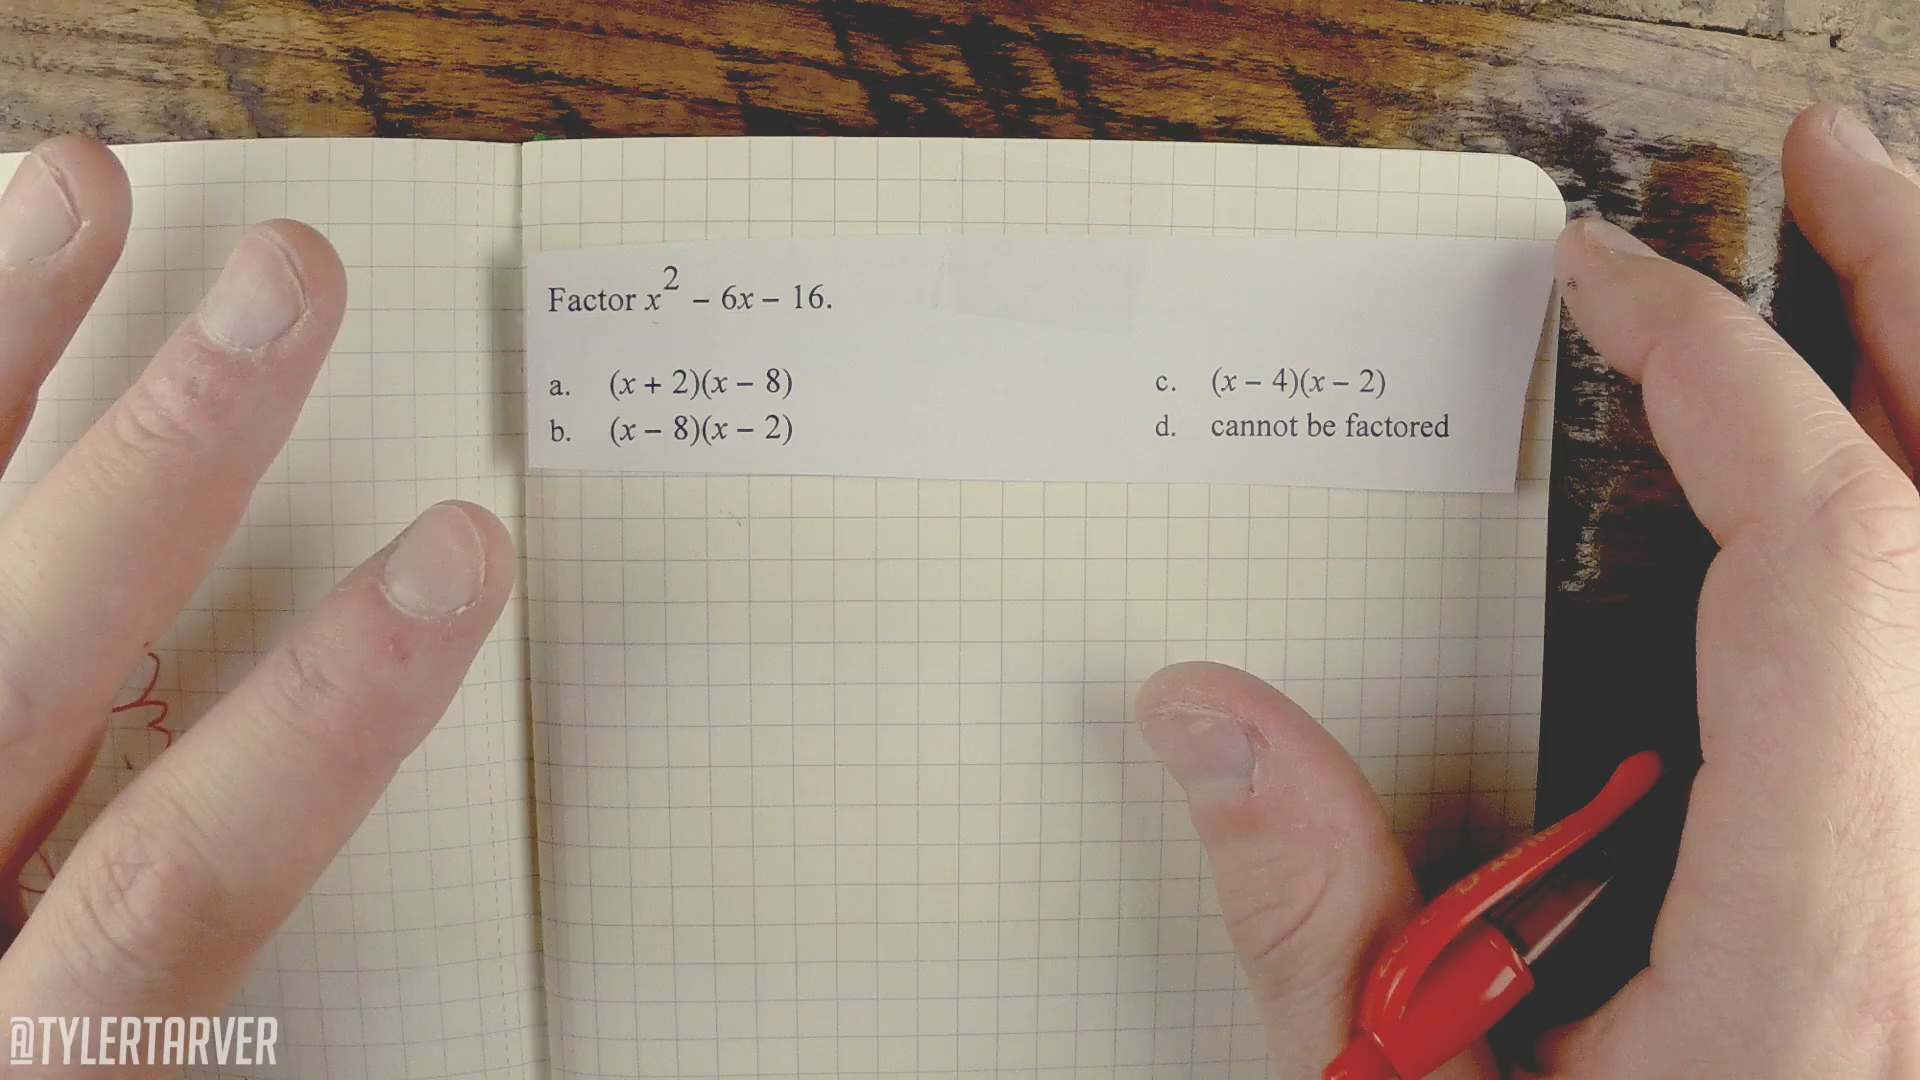 Factor x² – 6x – 16.
a. (x + 2)(x – 8)
b. (x – 8)(x – 2)
c. (x – 4)(x – 2)
d. cannot be factored
@TYLERTARVER